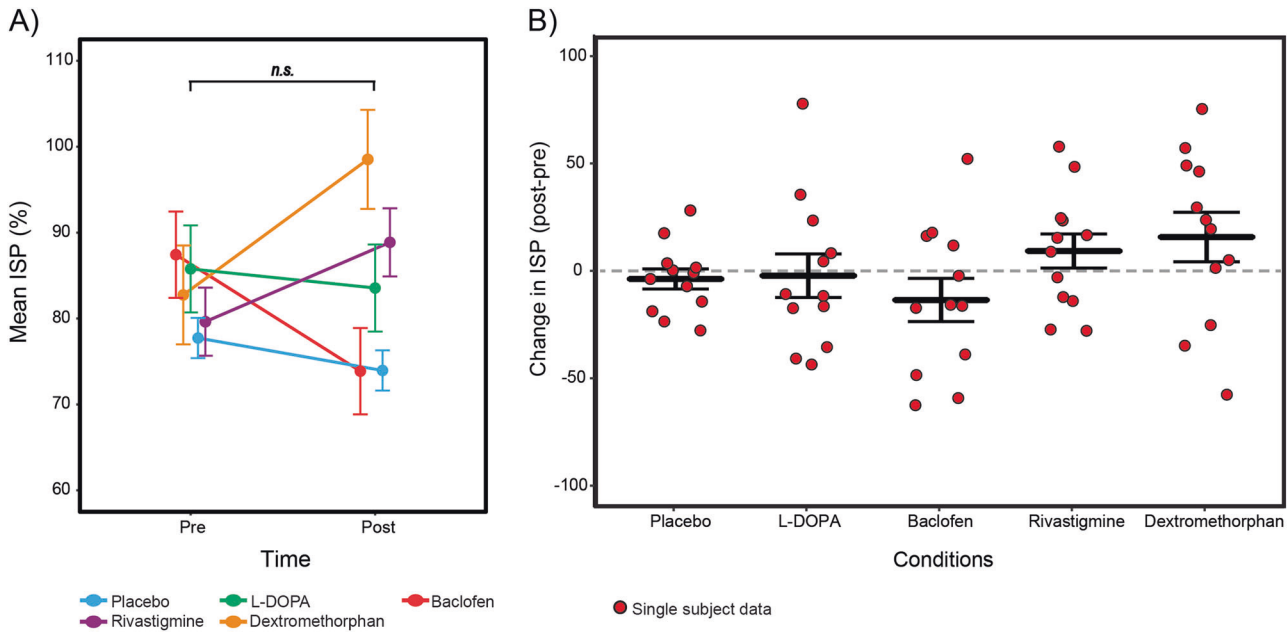 A)
B)
n.s.
110
100
90
80
70
60
Mean ISP (%)
Pre
Post
Time
Placebo
L-DOPA
Baclofen
Rivastigmine
Dextromethorphan
100
50
0
-50
-100
Change in ISP (post-pre)
Placebo
L-DOPA
Baclofen
Rivastigmine
Dextromethorphan
Conditions
Single subject data